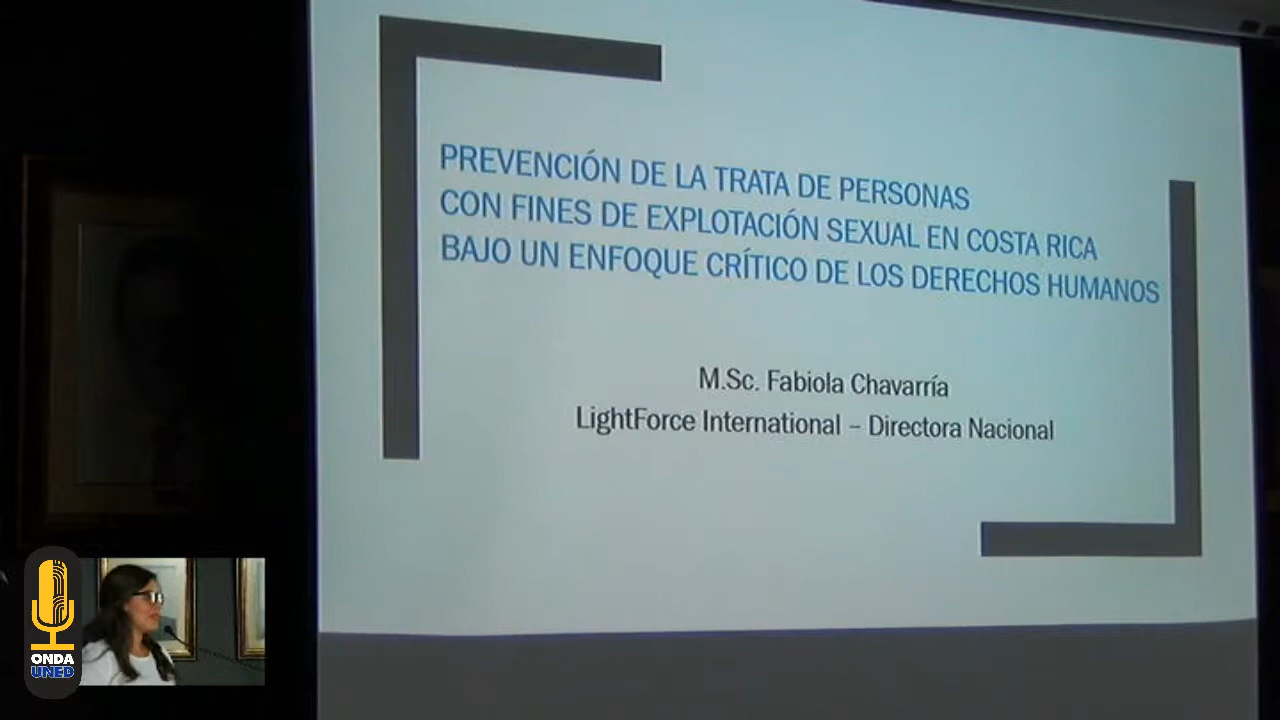 PREVENCIÓN DE LA TRATA DE PERSONAS
CON FINES DE EXPLOTACIÓN SEXUAL EN COSTA RICA
BAJO UN ENFOQUE CRÍTICO DE LOS DERECHOS HUMANOS
M.Sc. Fabiola Chavarría
LightForce International – Directora Nacional
ONDA
UNED